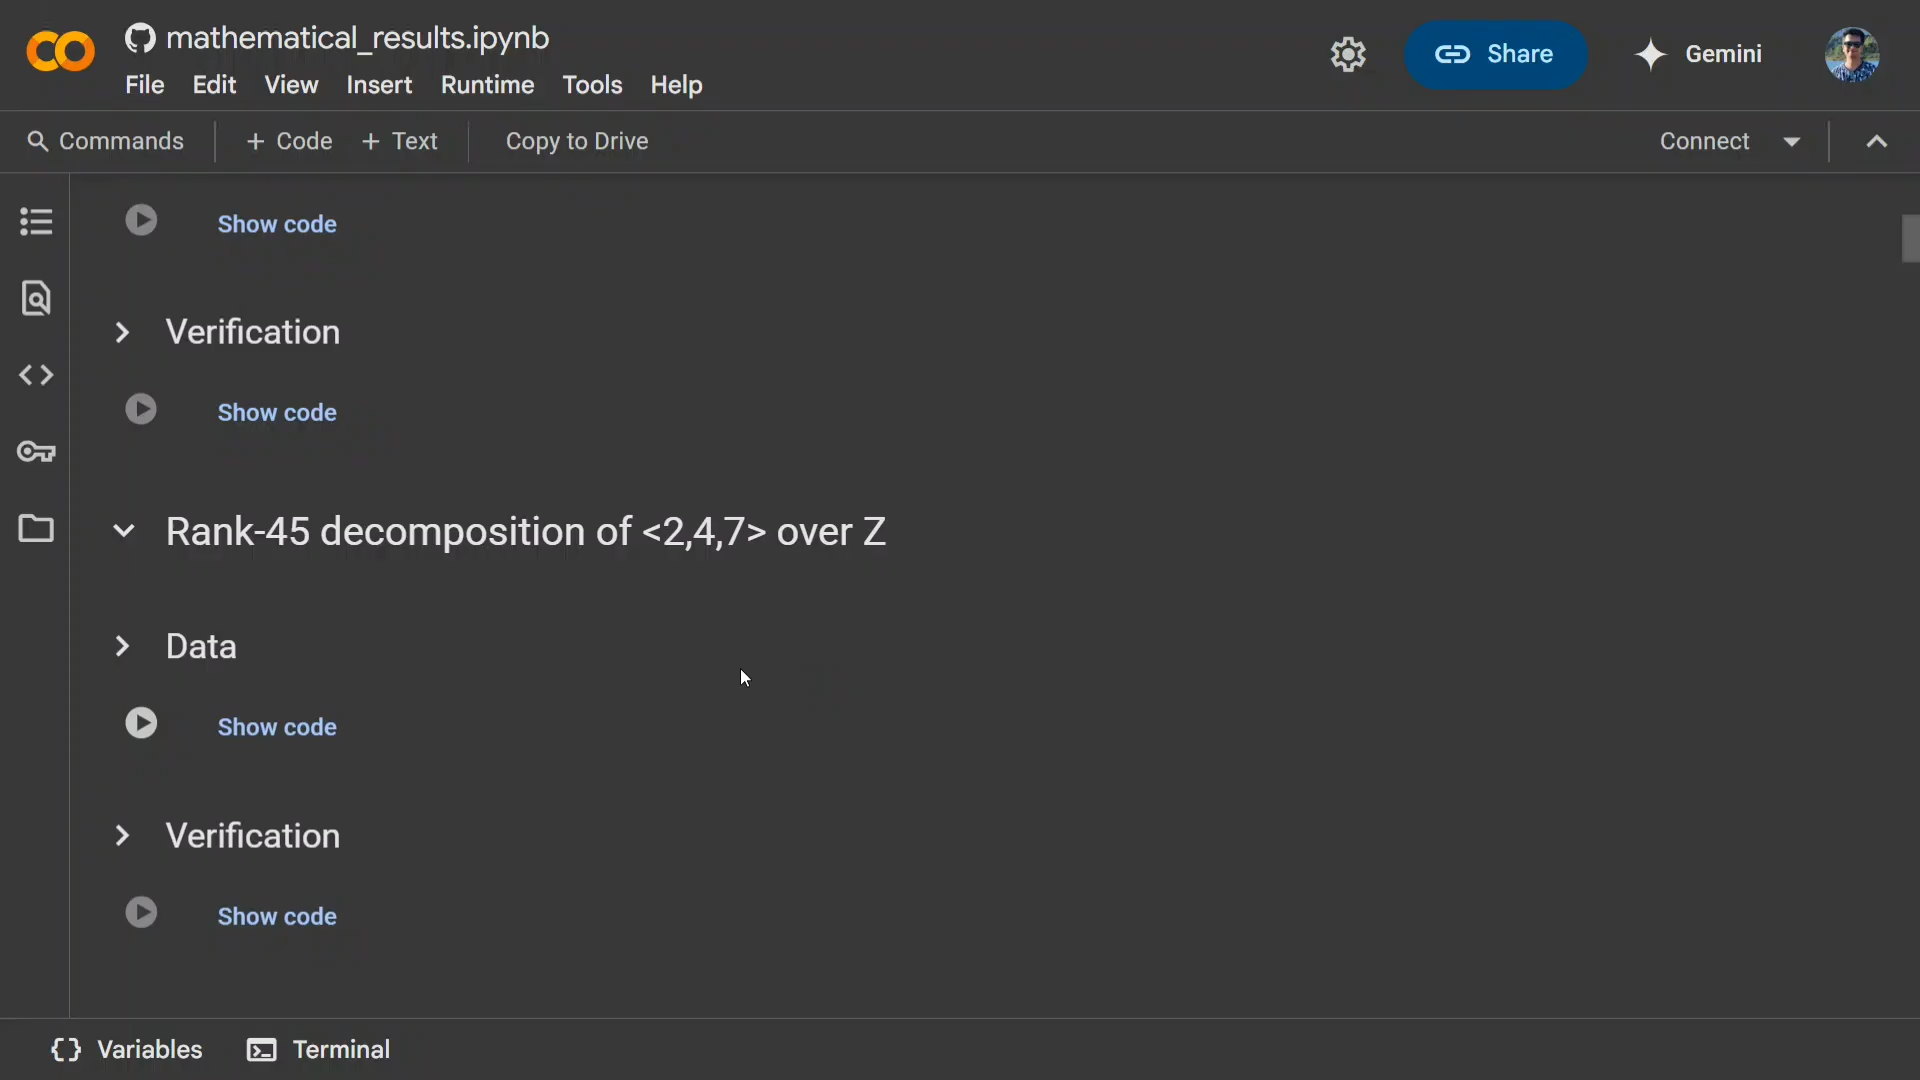 mathematical_results.ipynb
File Edit View Insert Runtime Tools Help
Share
Gemini
Commands + Code + Text Copy to Drive
Connect
Show code
Verification
Show code
Rank-45 decomposition of <2,4,7> over Z
Data
Show code
Verification
Show code
Variables Terminal